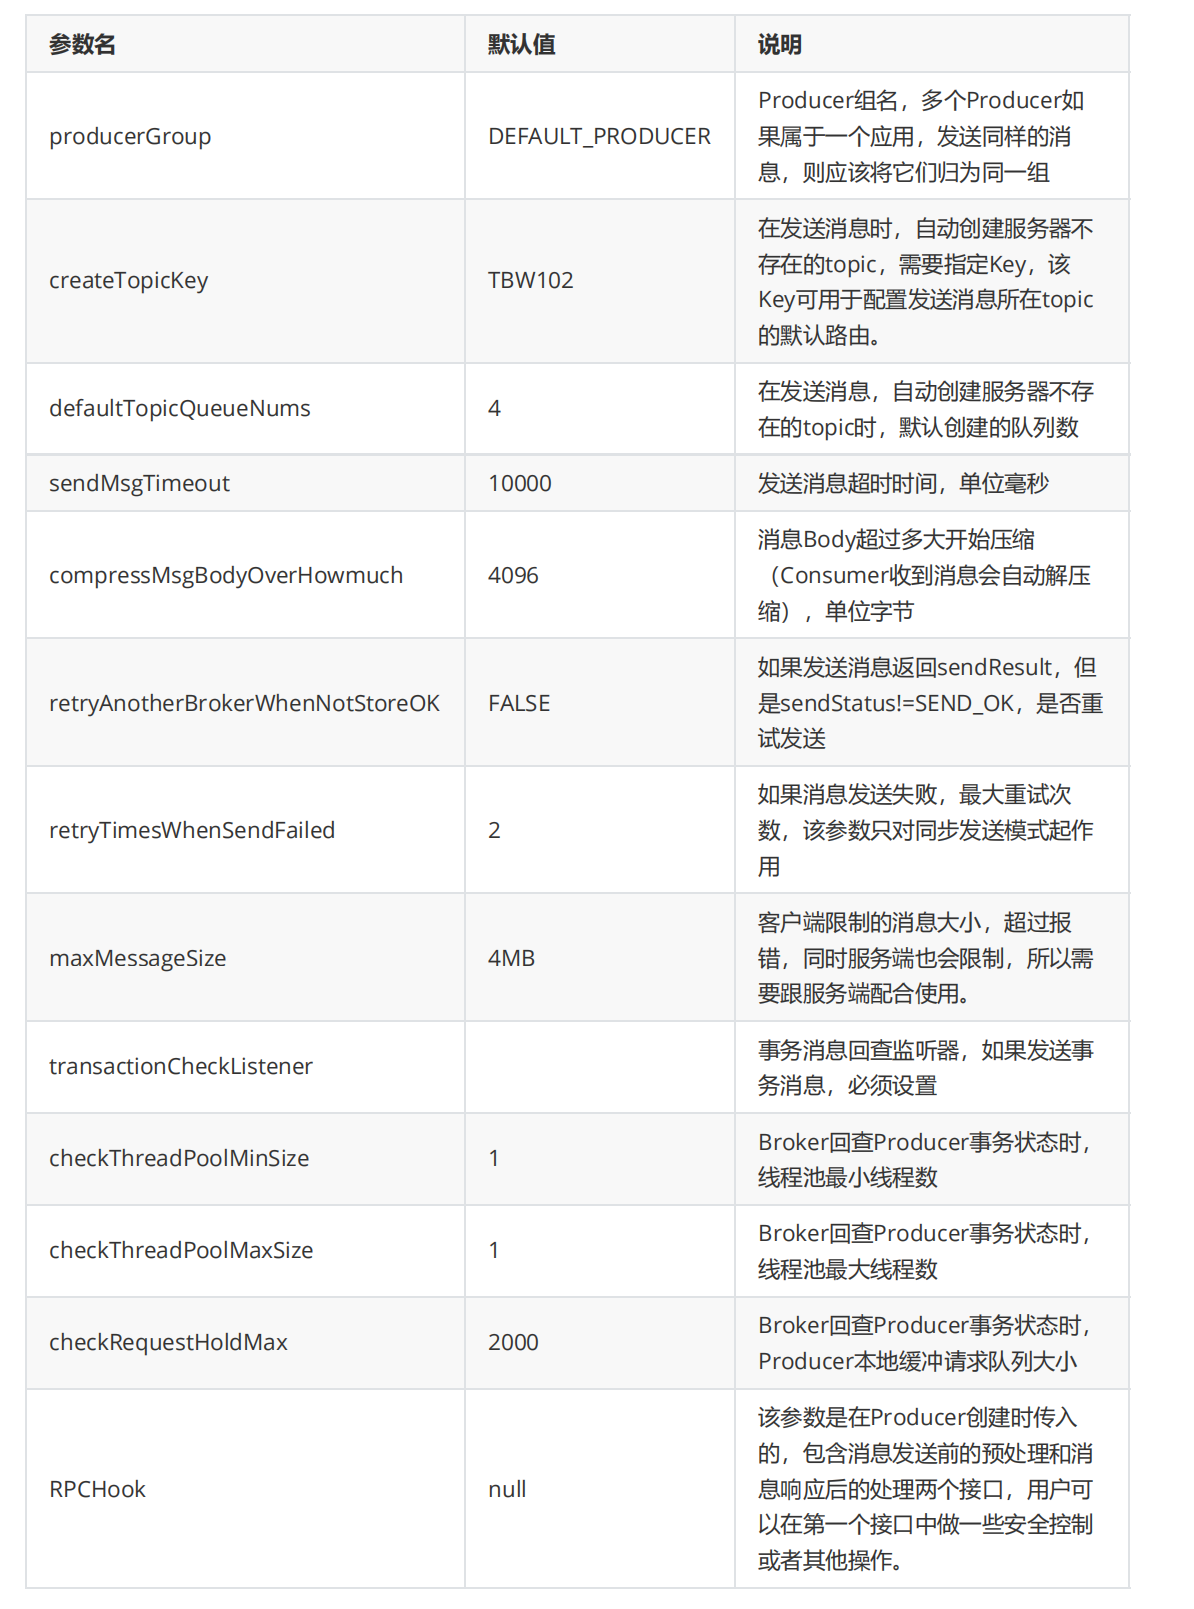 参数名
默认值
说明
producerGroup
DEFAULT_PRODUCER
Producer组名，多个Producer如
果属于一个应用，发送同样的消
息，则应该将它们归为同一组
createTopicKey
TBW102
在发送消息时，自动创建服务器不
存在的topic，需要指定Key，该
Key可用于配置发送消息所在topic
的默认路由。
defaultTopicQueueNums
4
在发送消息，自动创建服务器不存
在的topic时，默认创建的队列数
sendMsgTimeout
10000
发送消息超时时间，单位毫秒
compressMsgBodyOverHowmuch
4096
消息Body超过多大开始压缩
（Consumer收到消息会自动解压
缩），单位字节
retryAnotherBrokerWhenNotStoreOK
FALSE
如果发送消息返回sendResult，但
是sendStatus!=SEND_OK，是否重
试发送
retryTimesWhenSendFailed
2
如果消息发送失败，最大重试次
数，该参数只对同步发送模式起作
用
maxMessageSize
4MB
客户端限制的消息大小，超过报
错，同时服务端也会限制，所以需
要跟服务端配合使用。
transactionCheckListener
事务消息回查监听器，如果发送事
务消息，必须设置
checkThreadPoolMinSize
1
Broker回查Producer事务状态时，
线程池最小线程数
checkThreadPoolMaxSize
1
Broker回查Producer事务状态时，
线程池最大线程数
checkRequestHoldMax
2000
Broker回查Producer事务状态时，
Producer本地缓冲请求队列大小
RPCHook
null
该参数是在Producer创建时传入
的，包含消息发送前的预处理和消
息响应后的处理两个接口，用户可
以在第一个接口中做一些安全控制
或者其他操作。